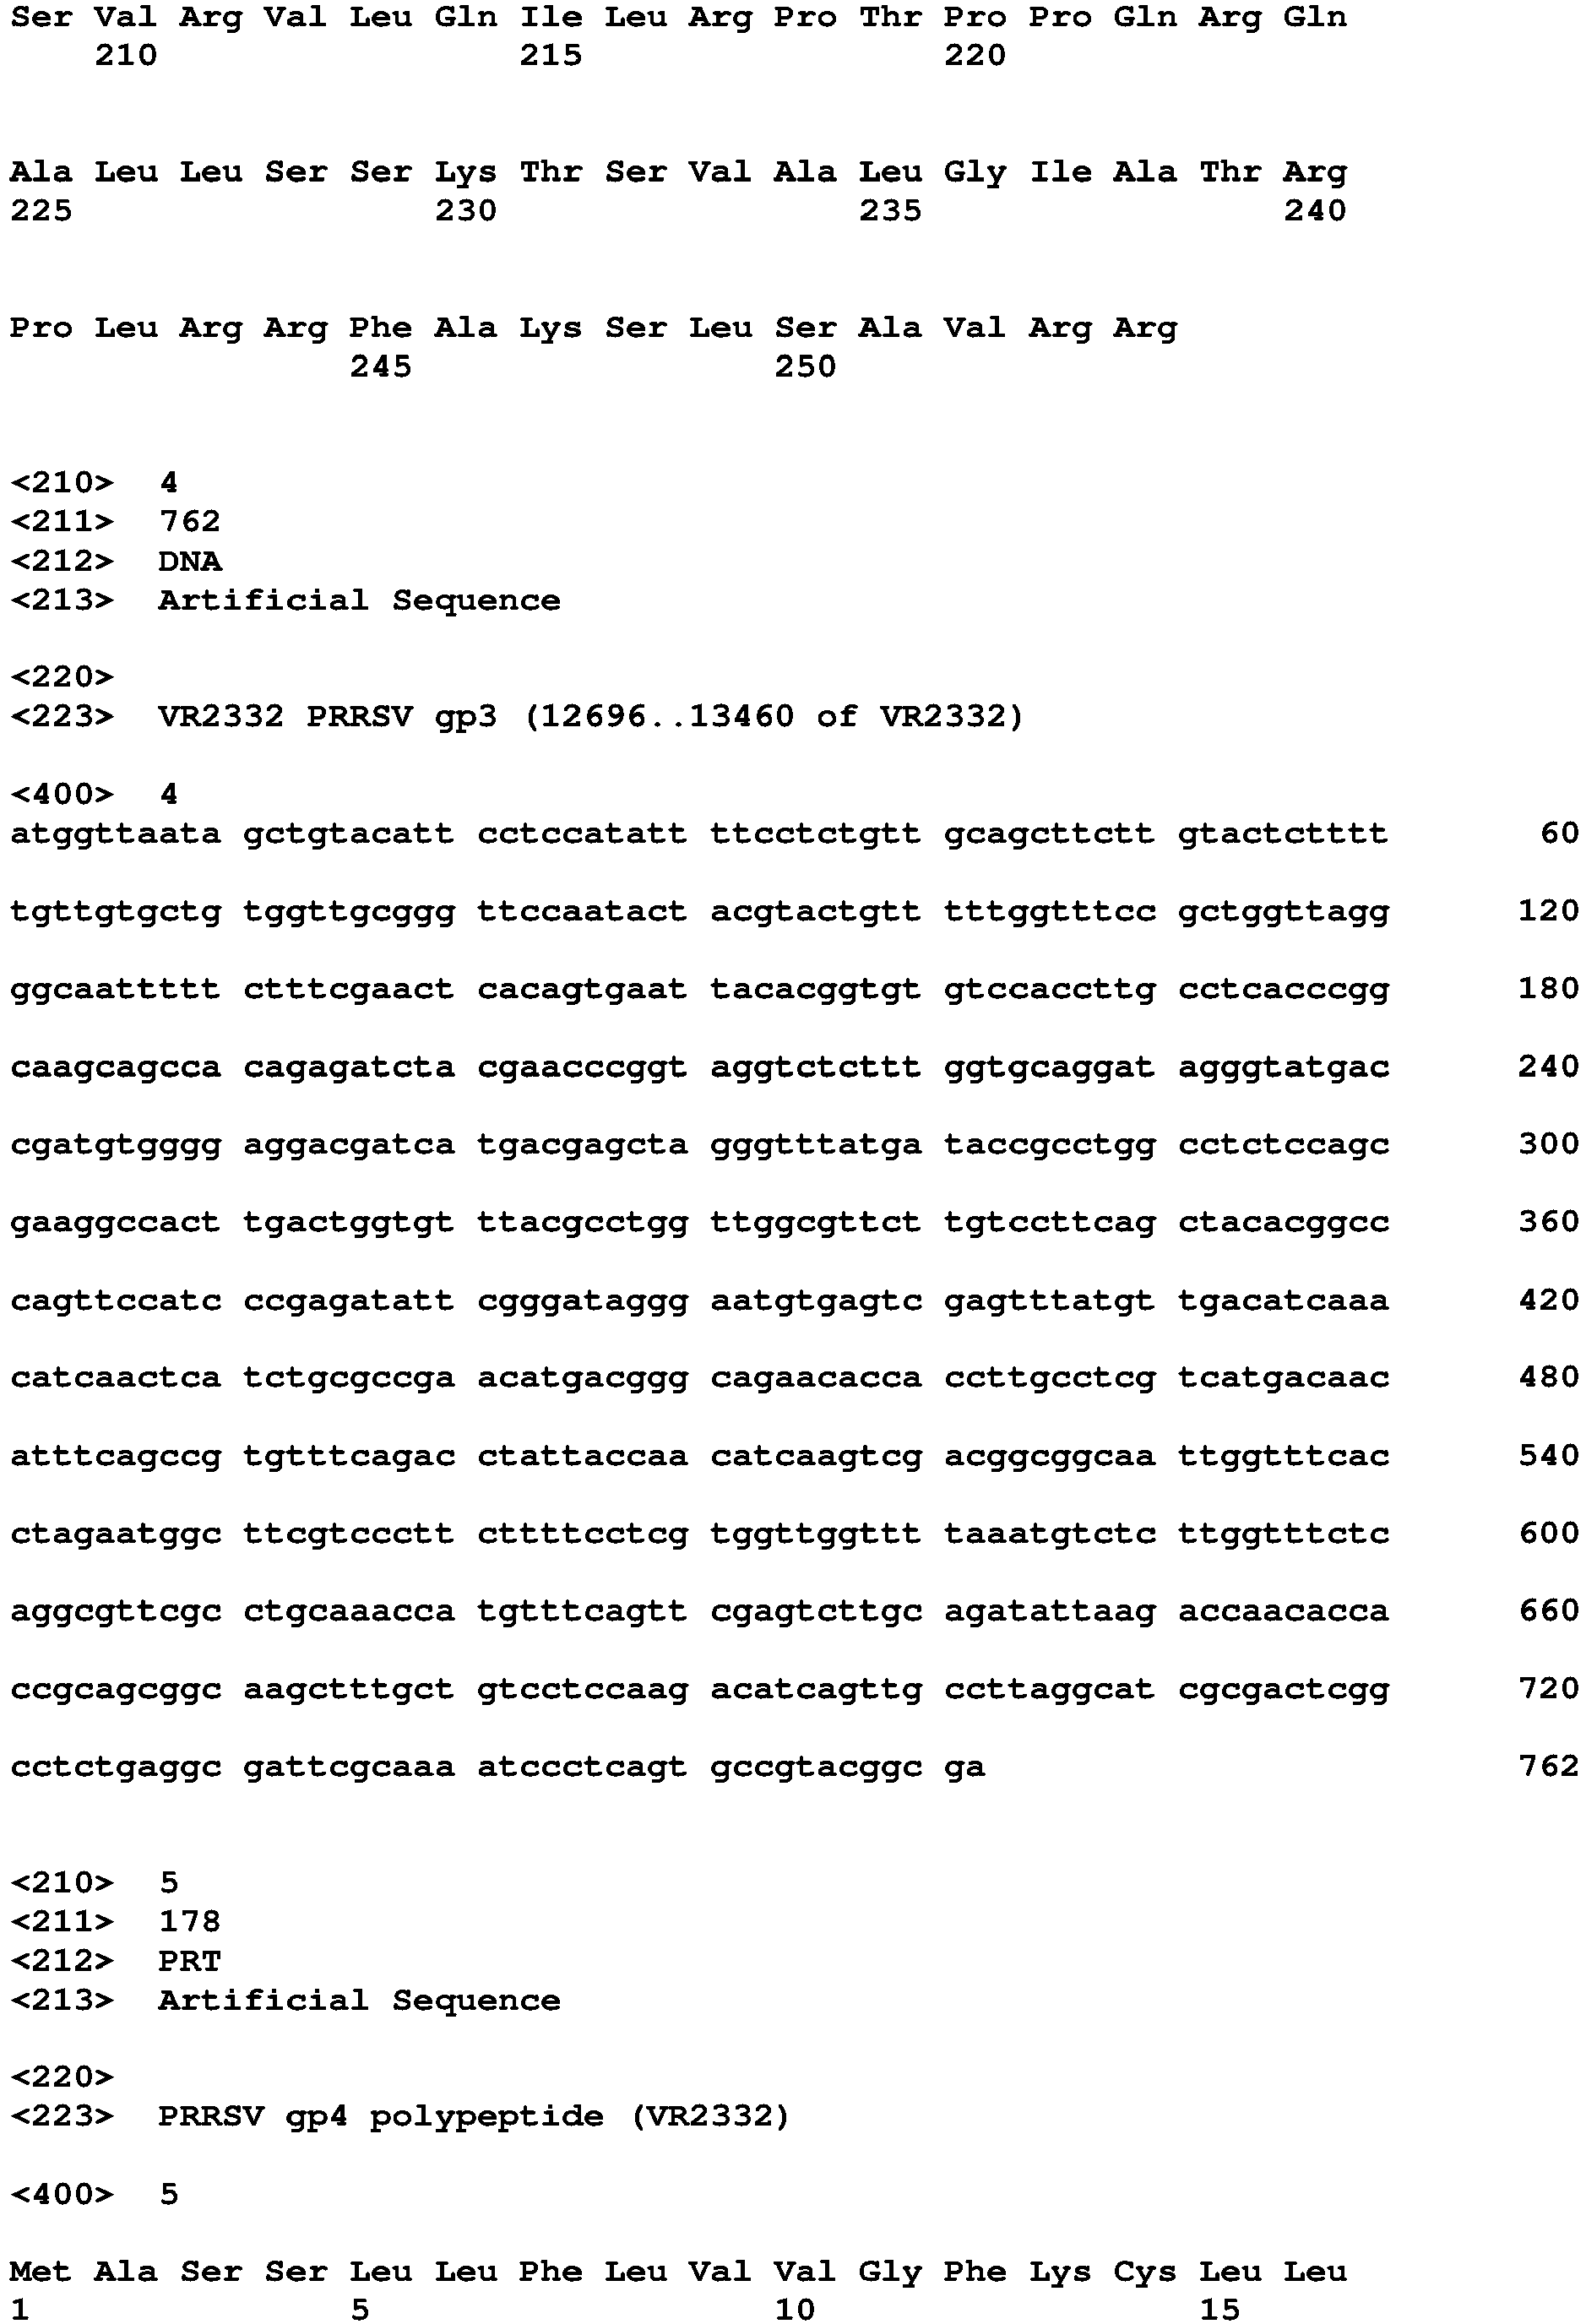 Ser Val Arg Val Leu Gln Ile Leu Arg Pro Thr Pro Pro Gln Arg Gln
210 215 220
Ala Leu Leu Ser Ser Lys Thr Ser Val Ala Leu Gly Ile Ala Thr Arg
225 230 235 240
Pro Leu Arg Arg Phe Ala Lys Ser Leu Ser Ala Val Arg Arg
245 250
<210> 4
<211> 762
<212> DNA
<213> Artificial Sequence
<220>
<223> VR2332 PRRSV gp3 (12696..13460 of VR2332)
<400> 4
atggttaata gctgtacatt cctccatatt ttcctctgtt gcagcttctt gtactctttt 60
tgttgtgctg tggttgcggg ttccaatact acgtactgtt tttggtttcc gctggttagg 120
ggcaattttt ctttcgaact cacagtgaat tacacggtgt gtccaccttg cctcacccgg 180
caagcagcca cagagatcta cgaacccggt aggtctcttt ggtgcaggat agggtatgac 240
cgatgtgggg aggacgatca tgacgagcta gggtttatga taccgcctgg cctctccagc 300
gaaggccact tgactggtgt ttacgcctgg ttggcgttct tgtccttcag ctacacggcc 360
cagttccatc ccgagatatt cgggataggg aatgtgagtc gagtttatgt tgacatcaaa 420
catcaactca tctgcgccga acatgacggg cagaacacca ccttgcctcg tcatgacaac 480
atttcagccg tgtttcagac ctattaccaa catcaagtcg acggcggcaa ttggtttcac 540
ctagaatggc ttcgtccctt cttttcctcg tggttggttt taaatgtctc ttggtttctc 600
aggcgttcgc ctgcaaacca tgtttcagtt cgagtcttgc agatattaag accaacacca 660
ccgcagcggc aagctttgct gtcctccaag acatcagttg ccttaggcat cgcgactcgg 720
cctctgaggc gattcgcaaa atccctcagt gccgtacggc ga 762
<210> 5
<211> 178
<212> PRT
<213> Artificial Sequence
<220>
<223> PRRSV gp4 polypeptide (VR2332)
<400> 5
Met Ala Ser Ser Leu Leu Phe Leu Val Val Gly Phe Lys Cys Leu Leu
1 5 10 15